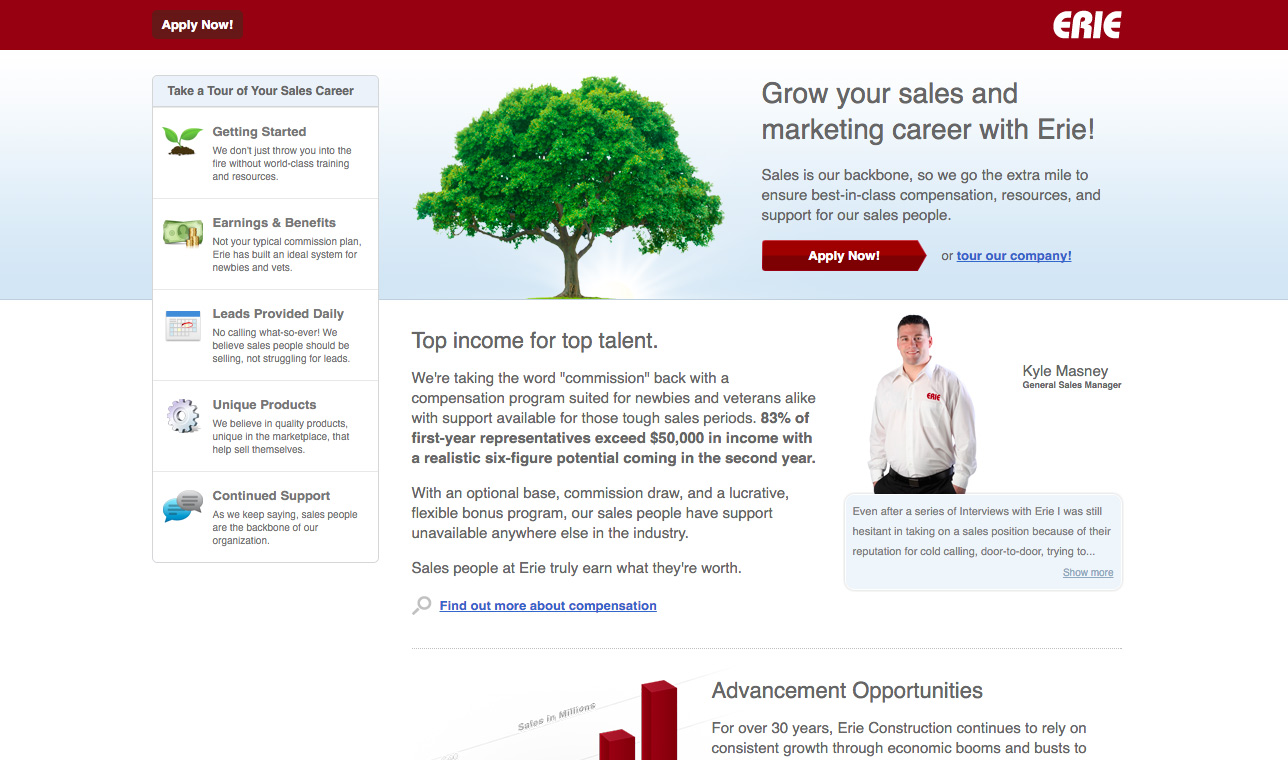 Apply Now!
ERIE
Take a Tour of Your Sales Career
Getting Started
We don't just throw you into the
fire without world-class training
and resources.
Earnings & Benefits
Not your typical commission plan,
Erie has built an ideal system for
newbies and vets.
Leads Provided Daily
No calling what-so-ever! We
believe sales people should be
selling, not struggling for leads.
Unique Products
We believe in quality products,
unique in the marketplace, that
help sell themselves.
Continued Support
As we keep saying, sales people
are the backbone of our
organization.
Grow your sales and
marketing career with Erie!
Sales is our backbone, so we go the extra mile to
ensure best-in-class compensation, resources, and
support for our sales people.
Apply Now! or tour our company!
Top income for top talent.
We're taking the word "commission" back with a
compensation program suited for newbies and veterans alike
with support available for those tough sales periods. 83% of
first-year representatives exceed $50,000 in income with
a realistic six-figure potential coming in the second year.
With an optional base, commission draw, and a lucrative,
flexible bonus program, our sales people have support
unavailable anywhere else in the industry.
Sales people at Erie truly earn what they're worth.
Find out more about compensation
ERIE
Kyle Masney
General Sales Manager
Even after a series of Interviews with Erie I was still
hesitant in taking on a sales position because of their
reputation for cold calling, door-to-door, trying to...
Show more
Sales in Millions
Advancement Opportunities
For over 30 years, Erie Construction continues to rely on
consistent growth through economic booms and busts to